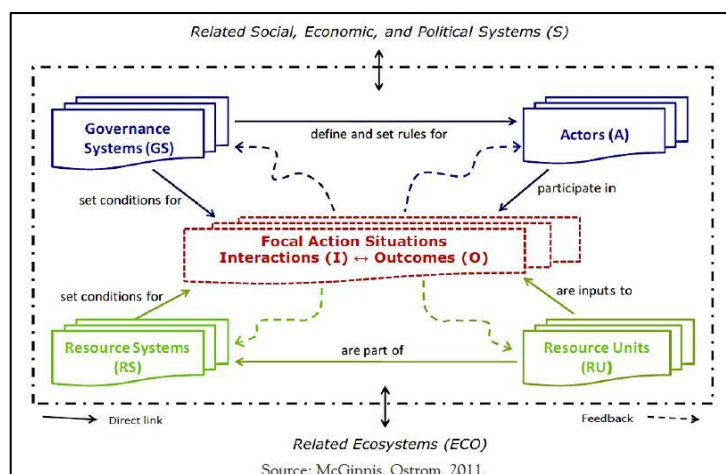 Related Social, Economic, and Political Systems (S)
Governance
Systems (GS)
define and set rules for
Actors (A)
set conditions for
participate in
Focal Action Situations
Interactions (I) ↔ Outcomes (O)
set conditions for
are inputs to
Resource Systems
(RS)
are part of
Resource Units
(RU)
Direct link
Feedback
Related Ecosystems (ECO)
Source: McGinnis, Ostrom, 2011.